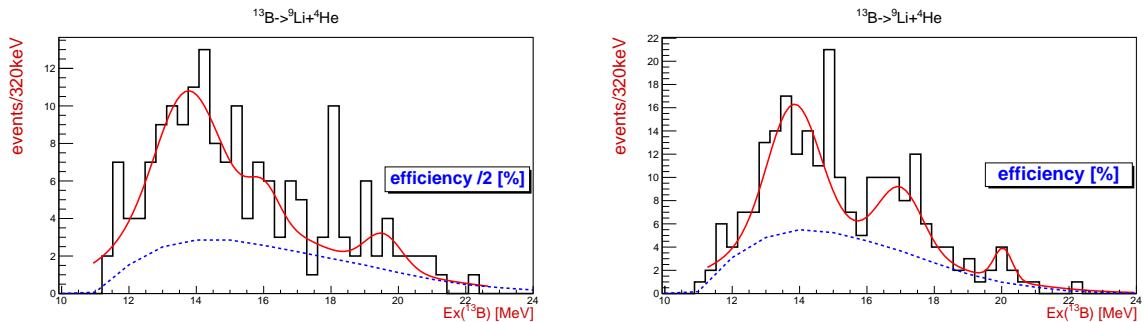 ¹³B->⁹Li+⁴He
events/320keV
12
10
8
6
4
2
0
efficiency /2 [%]
10 12 14 16 18 20 22 24
Ex(¹³B) [MeV]
¹³B->⁹Li+⁴He
events/320keV
22
20
18
16
14
12
10
8
6
4
2
0
efficiency [%]
10 12 14 16 18 20 22 24
Ex(¹³B) [MeV]